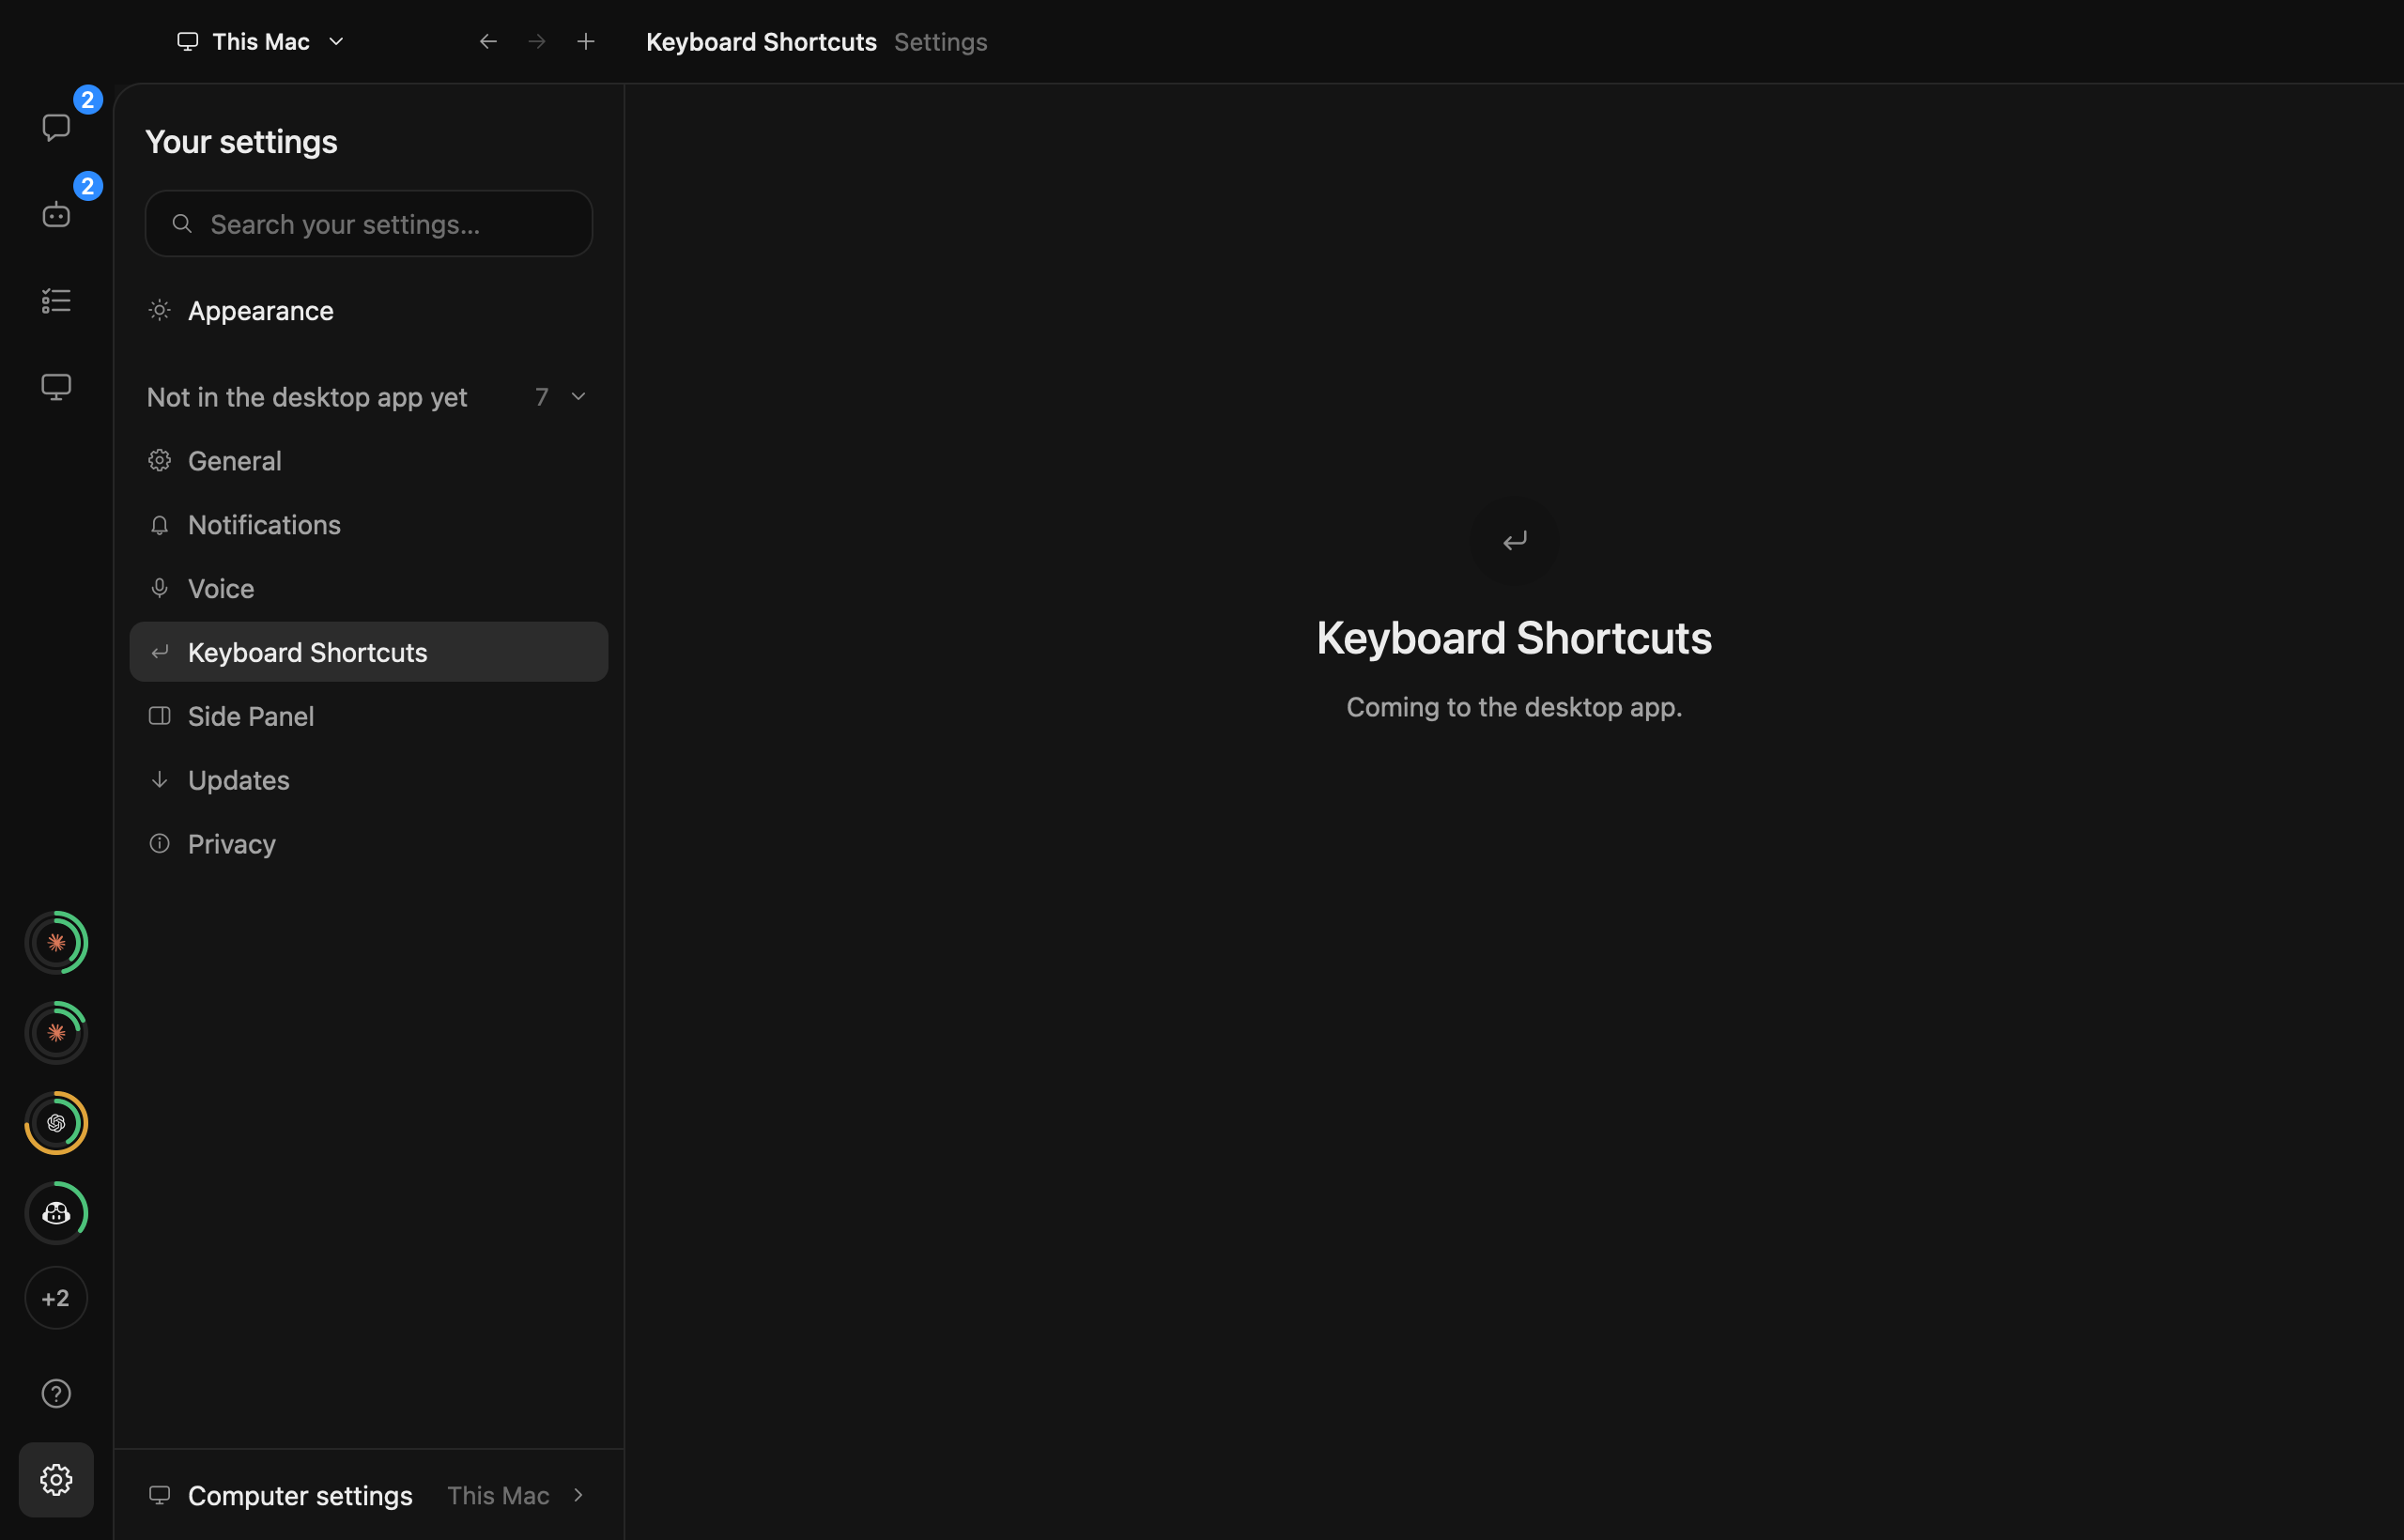 This Mac
Keyboard Shortcuts Settings
2
2
Your settings
Search your settings...
Appearance
Not in the desktop app yet 7
General
Notifications
Voice
Keyboard Shortcuts
Side Panel
Updates
Privacy
+2
Computer settings This Mac
Keyboard Shortcuts
Coming to the desktop app.